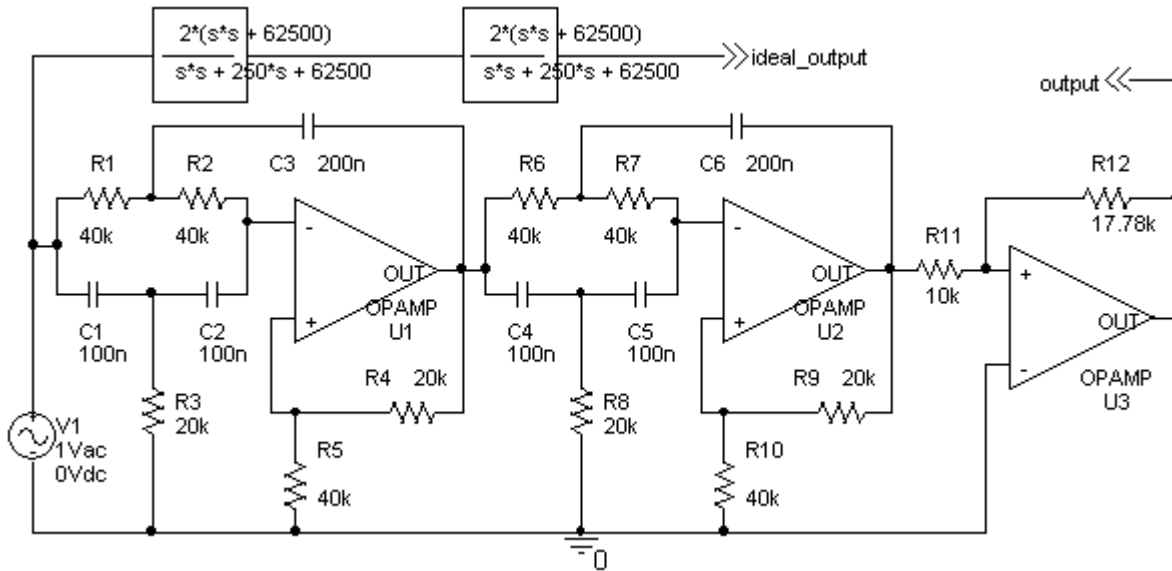 2*(s*s + 62500)
s*s + 250*s + 62500
2*(s*s + 62500)
s*s + 250*s + 62500
ideal_output
output
R1
R2
C3 200n
R6
R7
C6 200n
R12
40k
40k
40k
40k
17.78k
-
-
R11
10k
+
OUT
OUT
C1
100n
C2
100n
+
OPAMP
U1
C4
100n
C5
100n
+
OPAMP
U2
OUT
-
OPAMP
U3
R4 20k
R9 20k
R3
20k
R8
20k
V1
1Vac
0Vdc
+
-
R5
40k
R10
40k
0